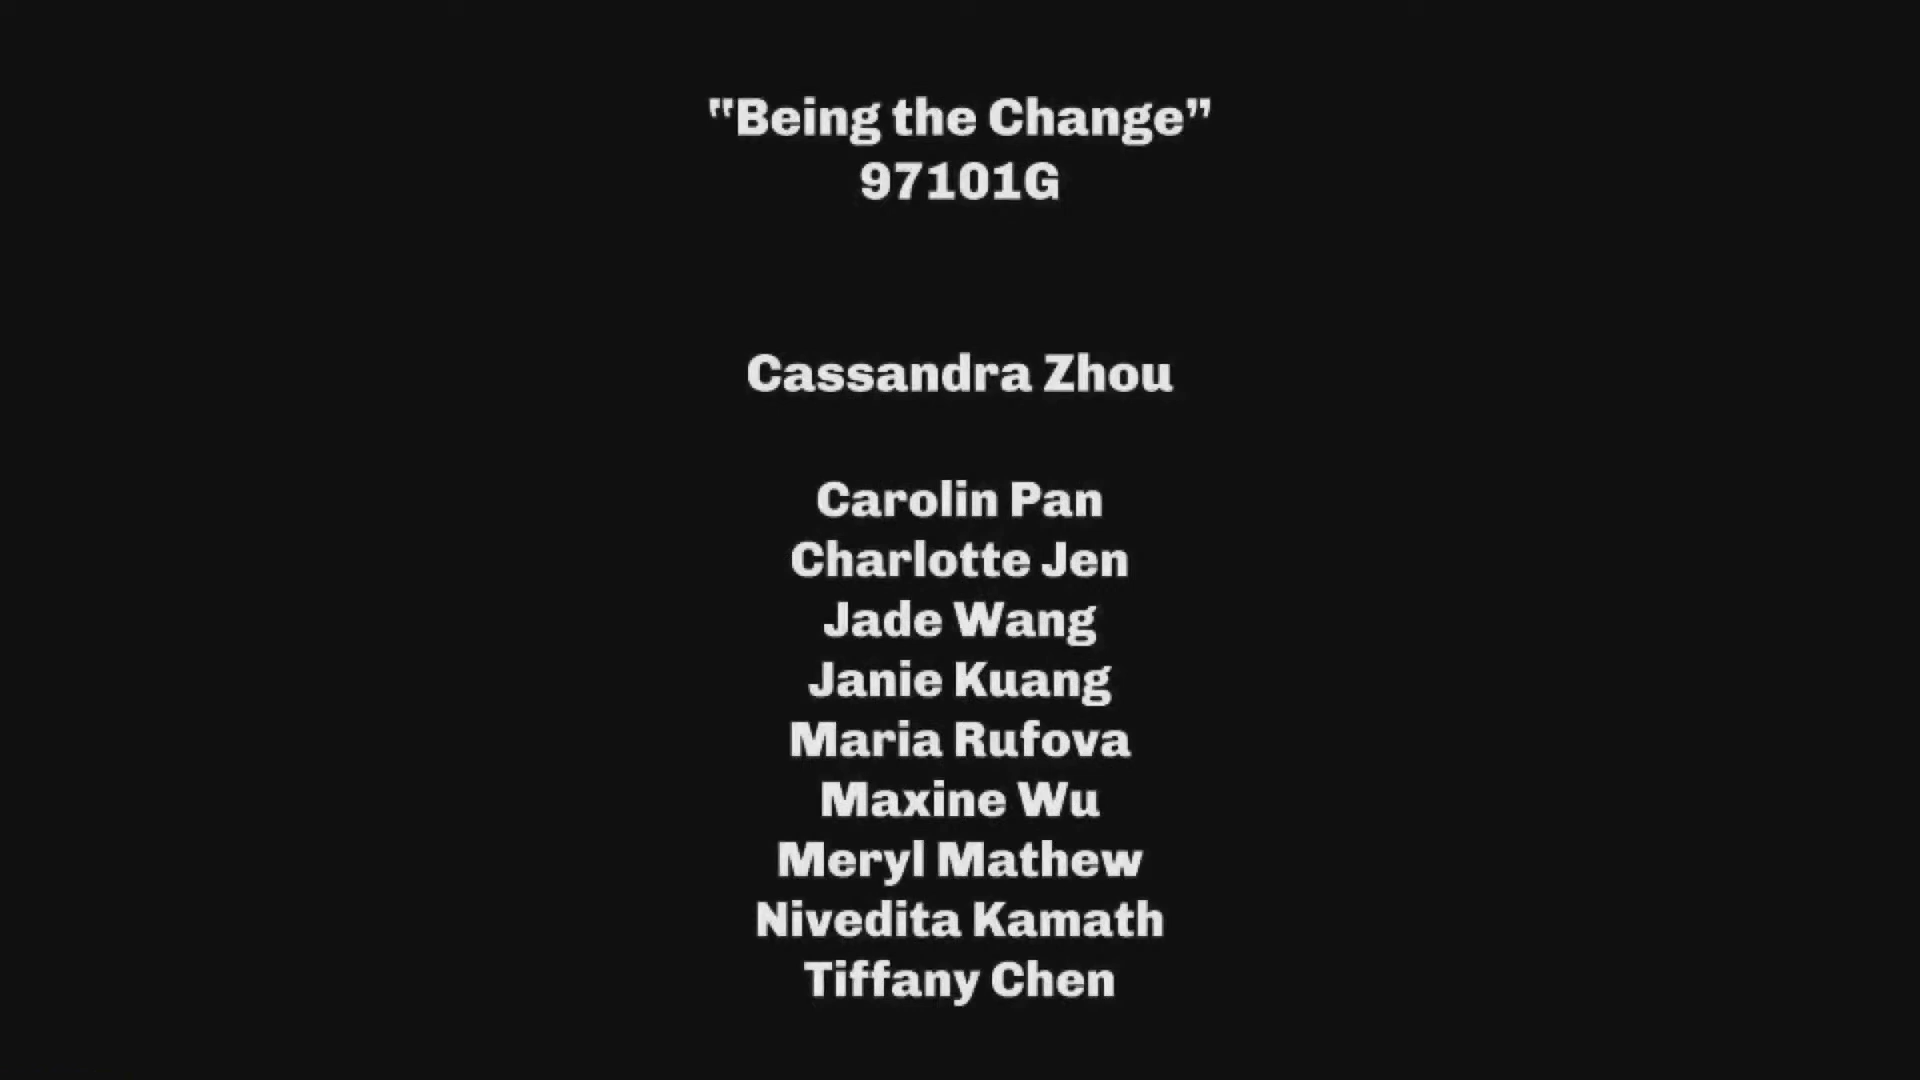 "Being the Change”
97101G
Cassandra Zhou
Carolin Pan
Charlotte Jen
Jade Wang
Janie Kuang
Maria Rufova
Maxine Wu
Meryl Mathew
Nivedita Kamath
Tiffany Chen